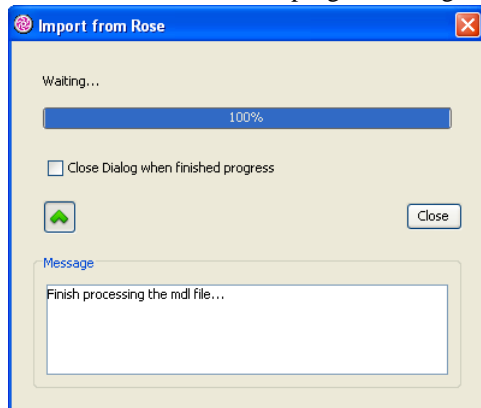 Import from Rose
Waiting...
100%
Close Dialog when finished progress
Close
Message
Finish processing the mdl file...